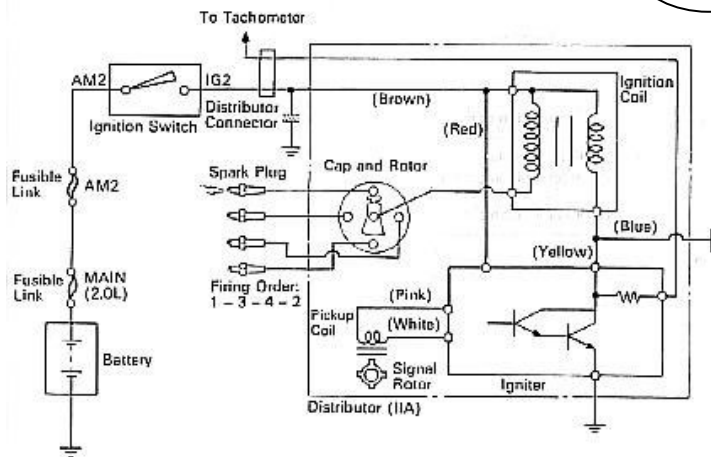 To Tachometer
AM2
IG2
Ignition Switch
Distributor
Connector
(Brown)
Ignition
Coil
(Red)
Fusible
Link
AM2
Spark Plug
Cap and Rotor
(Blue)
(Yellow)
Fusible
Link
MAIN
(2.0L)
Firing Order:
1-3-4-2
(Pink)
Pickup
Coil
(White)
Battery
Signal
Rotor
Igniter
Distributor (IIA)